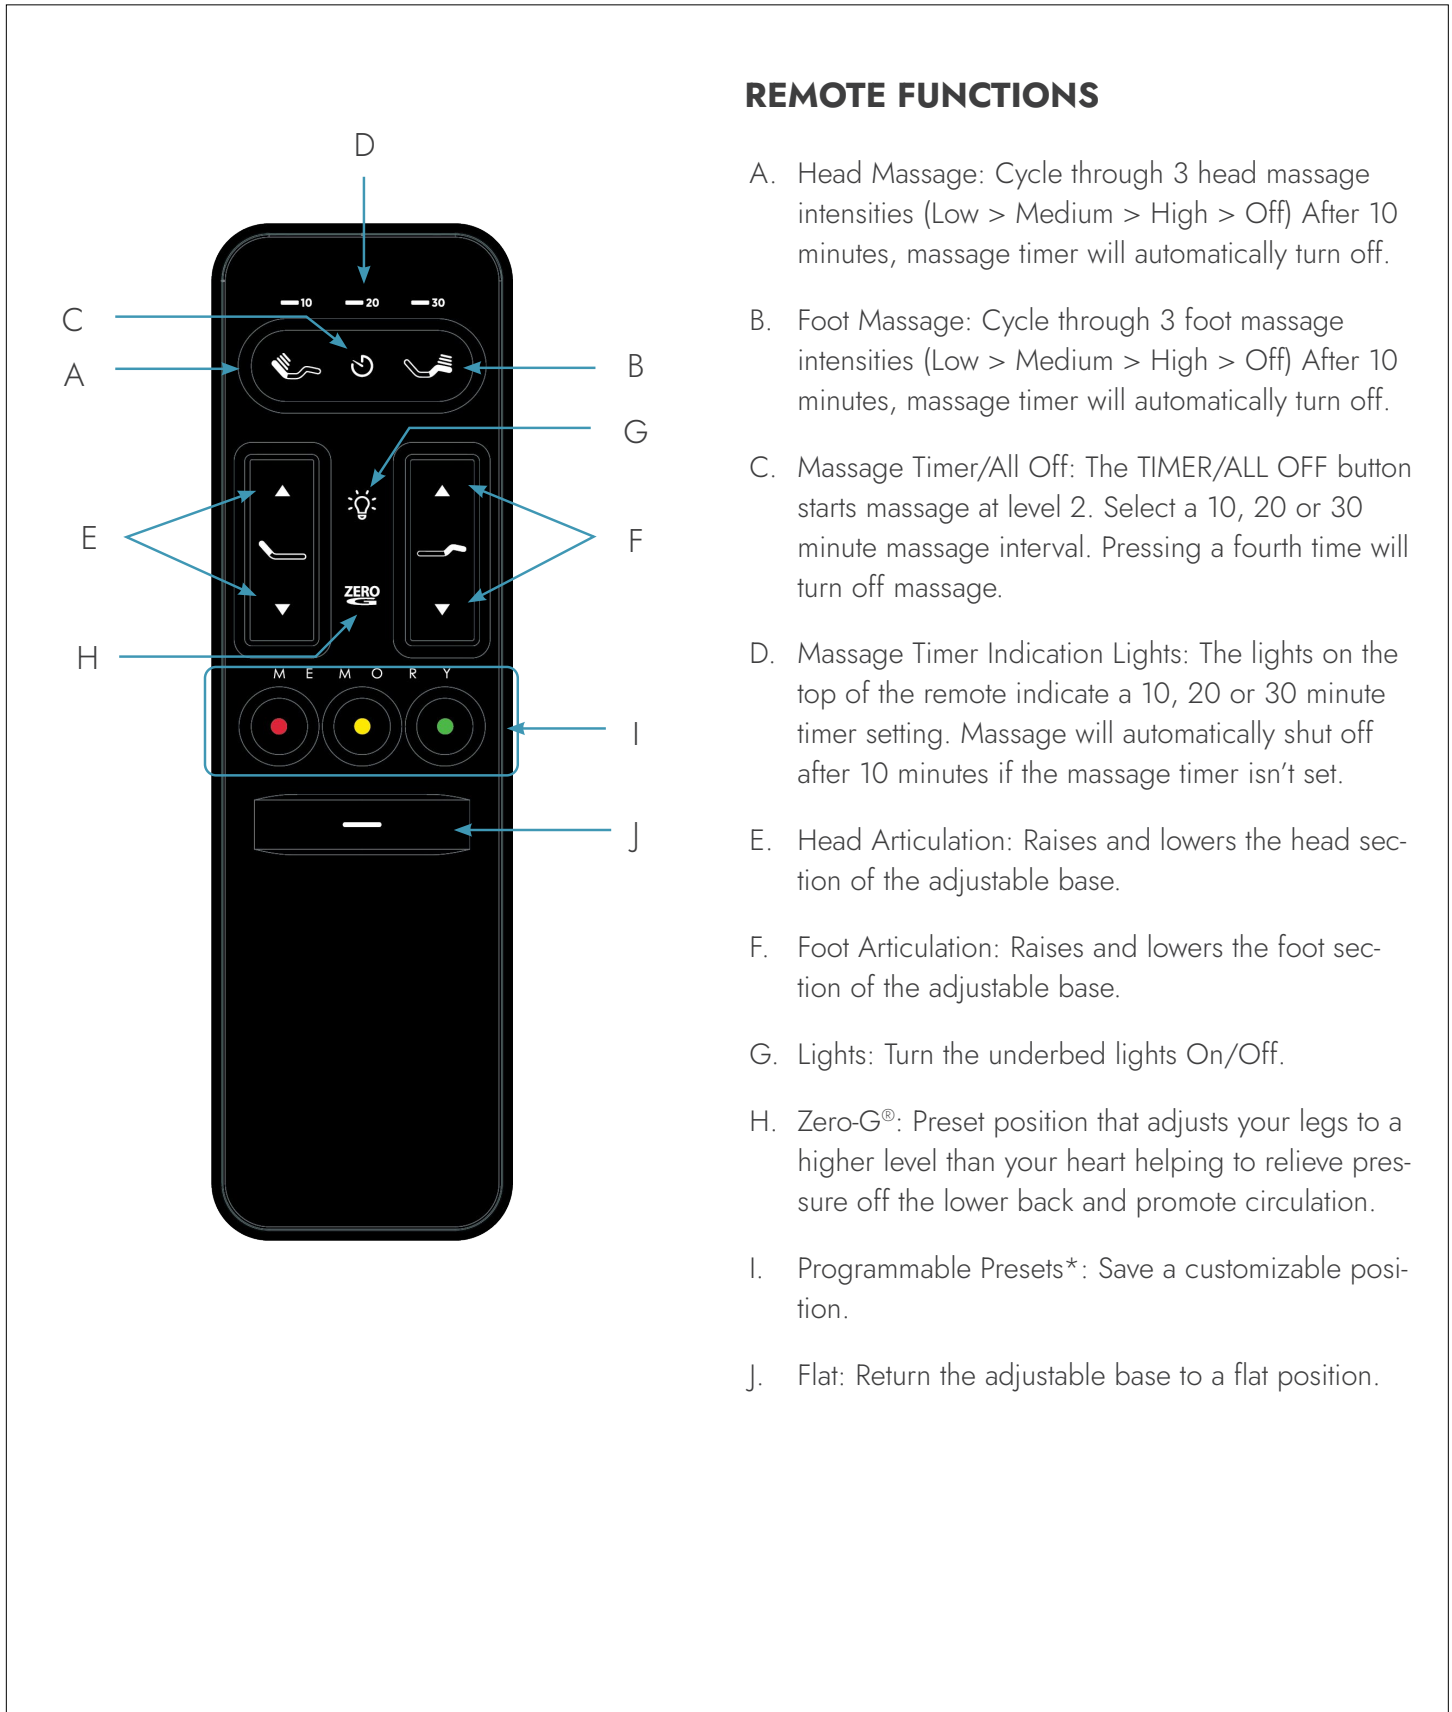 REMOTE FUNCTIONS
D
10 20 30
C
A
B
G
E
F
ZERO G
H
MEMORY
I
J
A. Head Massage: Cycle through 3 head massage
intensities (Low > Medium > High > Off) After 10
minutes, massage timer will automatically turn off.
B. Foot Massage: Cycle through 3 foot massage
intensities (Low > Medium > High > Off) After 10
minutes, massage timer will automatically turn off.
C. Massage Timer/All Off: The TIMER/ALL OFF button
starts massage at level 2. Select a 10, 20 or 30
minute massage interval. Pressing a fourth time will
turn off massage.
D. Massage Timer Indication Lights: The lights on the
top of the remote indicate a 10, 20 or 30 minute
timer setting. Massage will automatically shut off
after 10 minutes if the massage timer isn't set.
E. Head Articulation: Raises and lowers the head sec-
tion of the adjustable base.
F. Foot Articulation: Raises and lowers the foot sec-
tion of the adjustable base.
G. Lights: Turn the underbed lights On/Off.
H. Zero-G®: Preset position that adjusts your legs to a
higher level than your heart helping to relieve pres-
sure off the lower back and promote circulation.
I. Programmable Presets*: Save a customizable posi-
tion.
J. Flat: Return the adjustable base to a flat position.